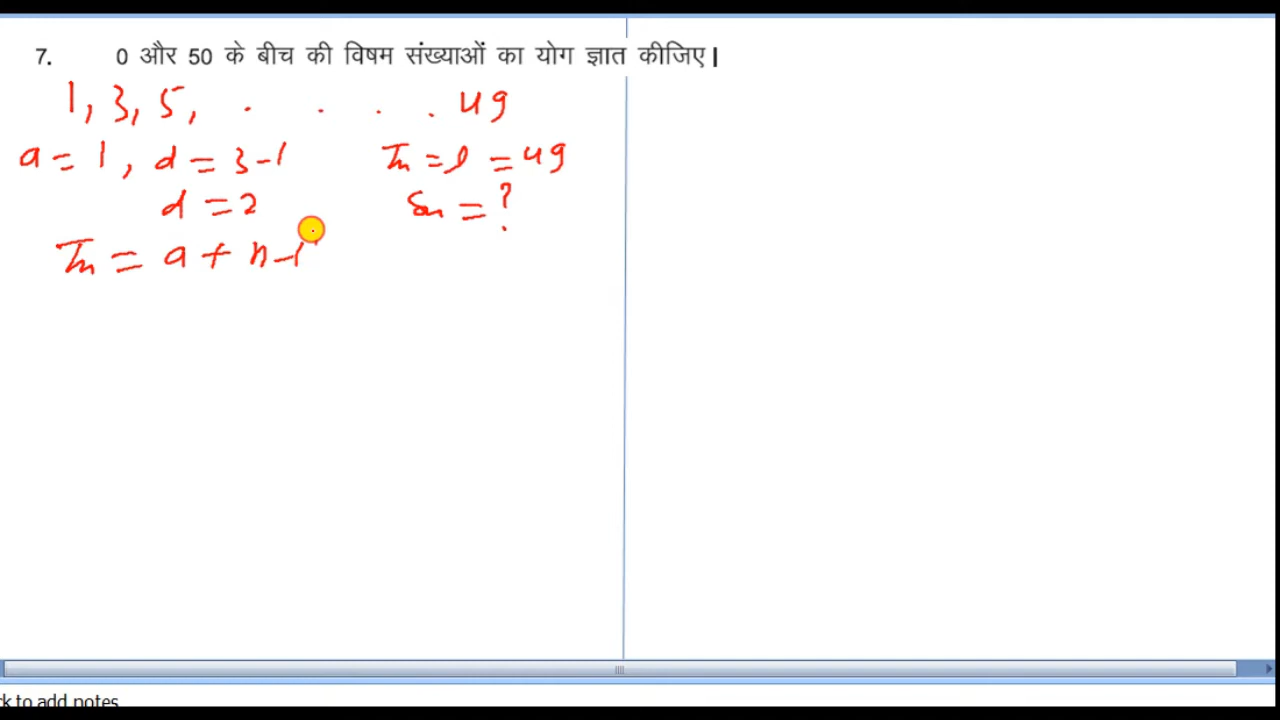 7. 0 और 50 के बीच की विषम संख्याओं का योग ज्ञात कीजिए।
1, 3, 5, . . . . 49
a = 1, d = 3-1 Tn = l = 49
d = 2 Sn = ?
Tn = a + n-1
ck to add notes